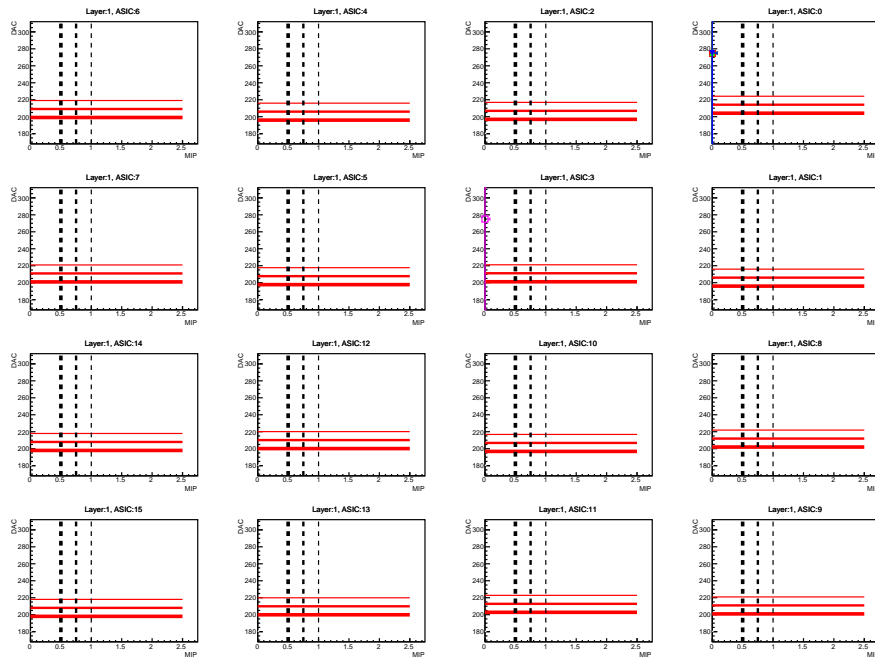 Layer:1, ASIC:6
DAC
300
280
260
240
220
200
180
0 0.5 1 1.5 2 2.5
MIP
Layer:1, ASIC:4
DAC
300
280
260
240
220
200
180
0 0.5 1 1.5 2 2.5
MIP
Layer:1, ASIC:2
DAC
300
280
260
240
220
200
180
0 0.5 1 1.5 2 2.5
MIP
Layer:1, ASIC:0
DAC
300
280
260
240
220
200
180
0 0.5 1 1.5 2 2.5
MIP
Layer:1, ASIC:7
DAC
300
280
260
240
220
200
180
0 0.5 1 1.5 2 2.5
MIP
Layer:1, ASIC:5
DAC
300
280
260
240
220
200
180
0 0.5 1 1.5 2 2.5
MIP
Layer:1, ASIC:3
DAC
300
280
260
240
220
200
180
0 0.5 1 1.5 2 2.5
MIP
Layer:1, ASIC:1
DAC
300
280
260
240
220
200
180
0 0.5 1 1.5 2 2.5
MIP
Layer:1, ASIC:14
DAC
300
280
260
240
220
200
180
0 0.5 1 1.5 2 2.5
MIP
Layer:1, ASIC:12
DAC
300
280
260
240
220
200
180
0 0.5 1 1.5 2 2.5
MIP
Layer:1, ASIC:10
DAC
300
280
260
240
220
200
180
0 0.5 1 1.5 2 2.5
MIP
Layer:1, ASIC:8
DAC
300
280
260
240
220
200
180
0 0.5 1 1.5 2 2.5
MIP
Layer:1, ASIC:15
DAC
300
280
260
240
220
200
180
0 0.5 1 1.5 2 2.5
MIP
Layer:1, ASIC:13
DAC
300
280
260
240
220
200
180
0 0.5 1 1.5 2 2.5
MIP
Layer:1, ASIC:11
DAC
300
280
260
240
220
200
180
0 0.5 1 1.5 2 2.5
MIP
Layer:1, ASIC:9
DAC
300
280
260
240
220
200
180
0 0.5 1 1.5 2 2.5
MIP